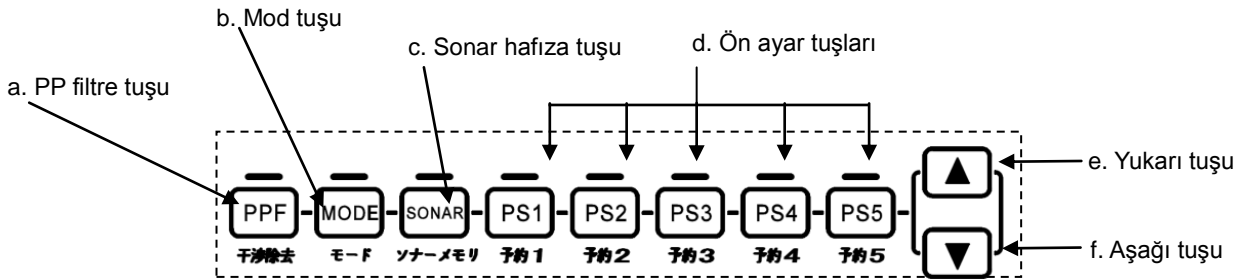 b. Mod tuşu
c. Sonar hafıza tuşu
d. Ön ayar tuşları
a. PP filtre tuşu
e. Yukarı tuşu
PPF MODE SONAR PS1 PS2 PS3 PS4 PS5
干渉除去 モード ソナーメモリ 予約1 予約2 予約3 予約4 予約5
f. Aşağı tuşu